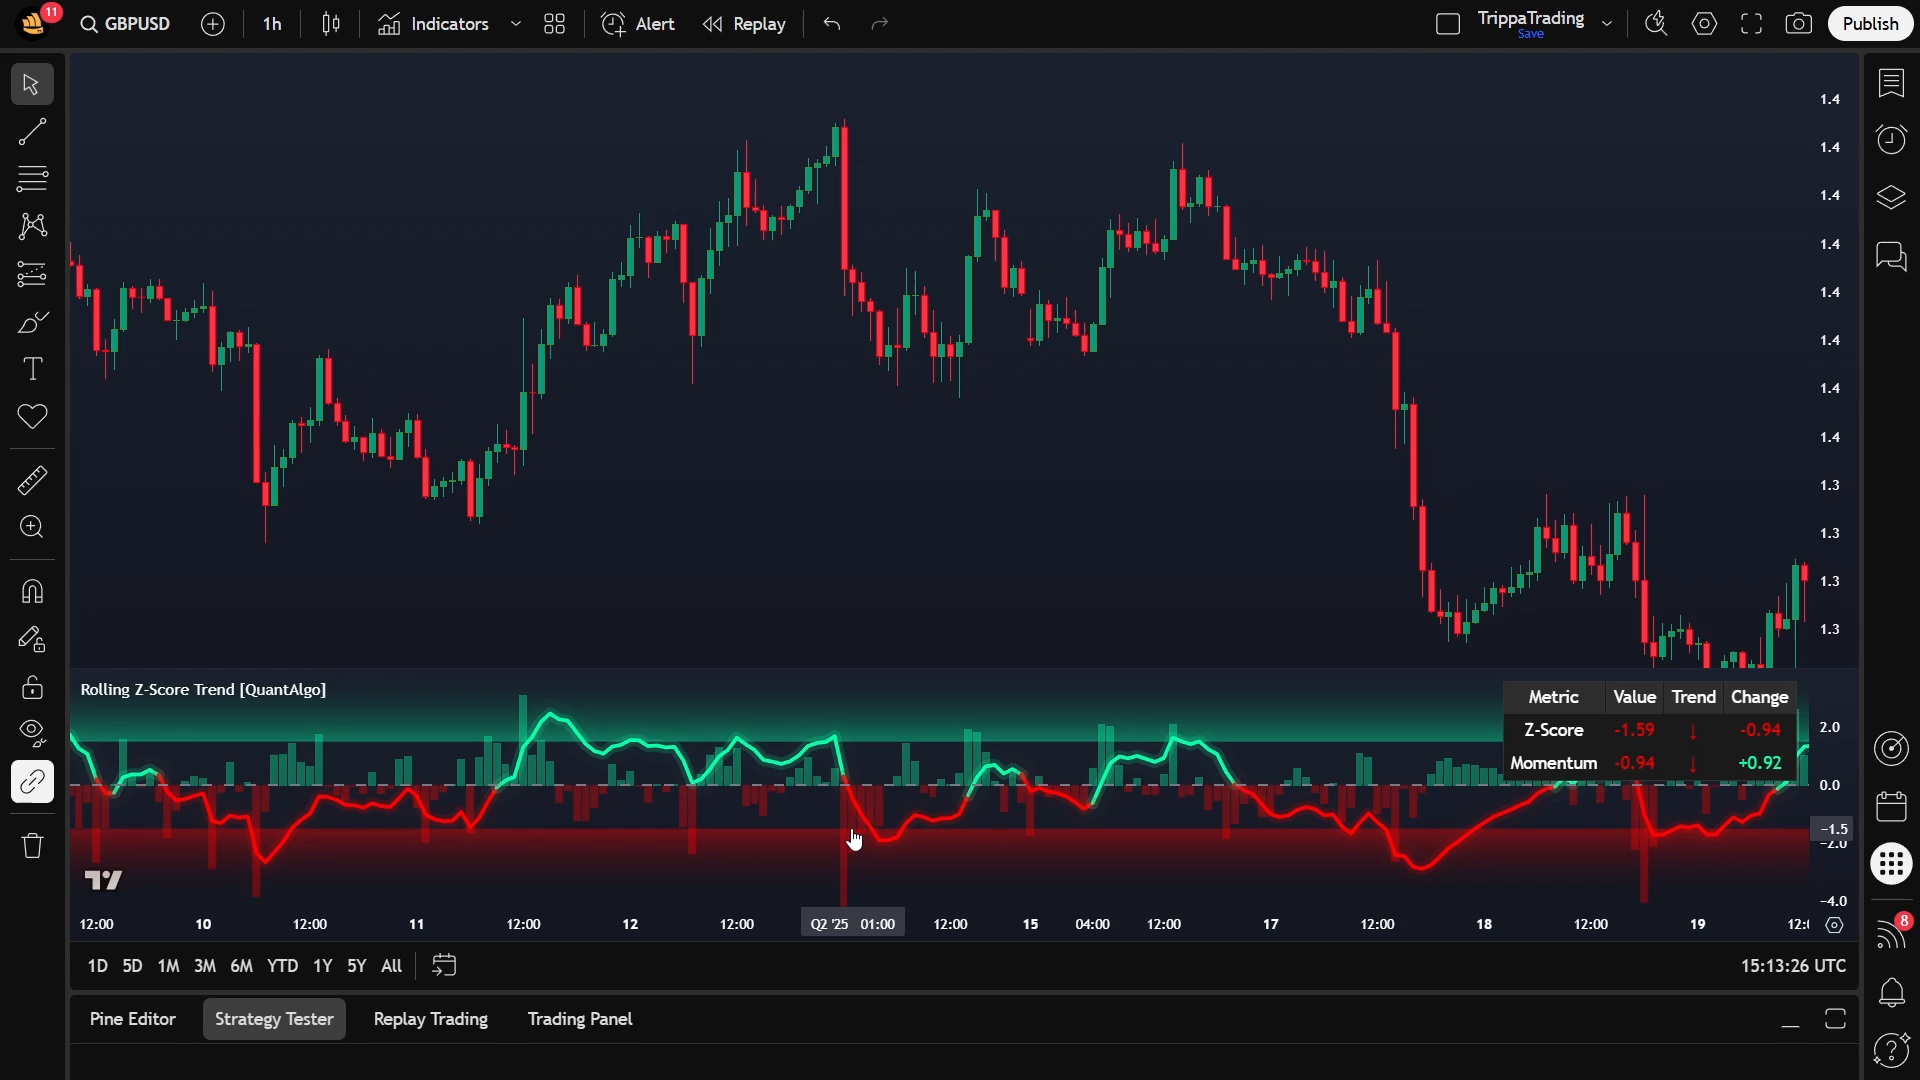 11
GBPUSD
1h
Indicators
Alert
Replay
TrippaTrading
Save
Publish
1.4
1.4
1.4
1.4
1.4
1.4
1.4
1.4
1.3
1.3
1.3
1.3
Rolling Z-Score Trend [QuantAlgo]
Metric Value Trend Change
Z-Score -1.59 ↓ -0.94
Momentum -0.94 ↓ +0.92
2.0
0.0
-1.5
-2.0
-4.0
12:00 10 12:00 11 12:00 12 12:00 Q2 '25 01:00 12:00 15 04:00 12:00 17 12:00 18 12:00 19
1D 5D 1M 3M 6M YTD 1Y 5Y All
15:13:26 UTC
8
Pine Editor Strategy Tester Replay Trading Trading Panel